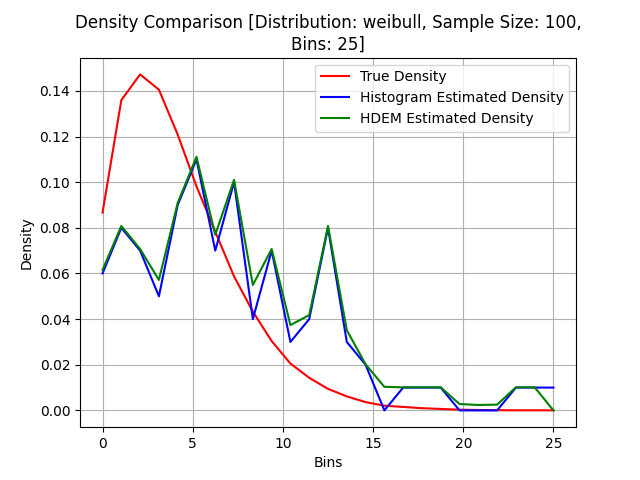 Density Comparison [Distribution: weibull, Sample Size: 100,
Bins: 25]
True Density
Histogram Estimated Density
HDEM Estimated Density
Density
0.14
0.12
0.10
0.08
0.06
0.04
0.02
0.00
0 5 10 15 20 25
Bins